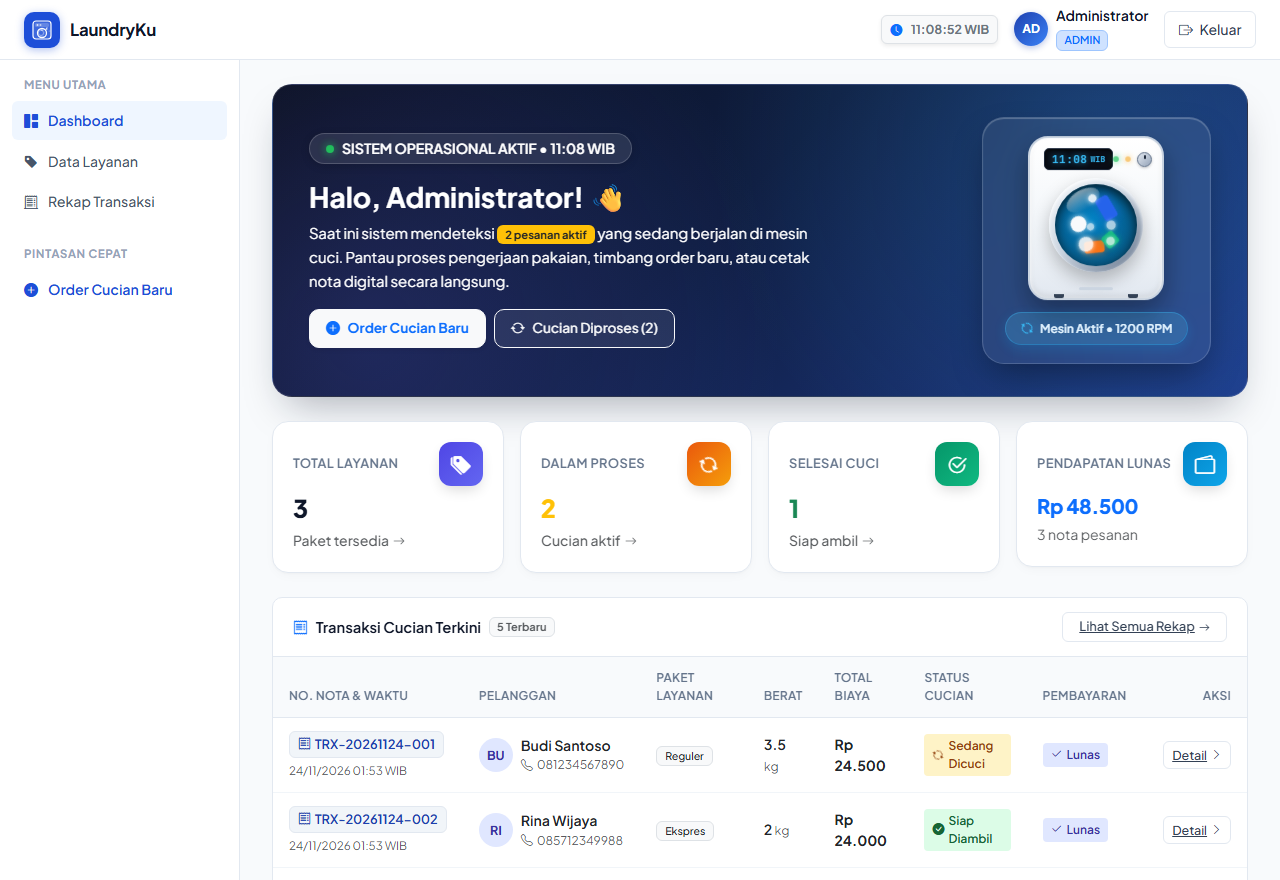 LaundryKu
11:08:52 WIB
AD
Administrator
ADMIN
Keluar
MENU UTAMA
Dashboard
Data Layanan
Rekap Transaksi
PINTASAN CEPAT
Order Cucian Baru
SISTEM OPERASIONAL AKTIF • 11:08 WIB
Halo, Administrator! 👋
Saat ini sistem mendeteksi 2 pesanan aktif yang sedang berjalan di mesin
cuci. Pantau proses pengerjaan pakaian, timbang order baru, atau cetak
nota digital secara langsung.
Order Cucian Baru
Cucian Diproses (2)
11:08 WIB
Mesin Aktif • 1200 RPM
TOTAL LAYANAN
3
Paket tersedia →
DALAM PROSES
2
Cucian aktif →
SELESAI CUCI
1
Siap ambil →
PENDAPATAN LUNAS
Rp 48.500
3 nota pesanan
Transaksi Cucian Terkini
5 Terbaru
Lihat Semua Rekap →
NO. NOTA & WAKTU
PELANGGAN
PAKET
LAYANAN
BERAT
TOTAL
BIAYA
STATUS
CUCIAN
PEMBAYARAN
AKSI
TRX-20261124-001
24/11/2026 01:53 WIB
BU
Budi Santoso
081234567890
Reguler
3.5
kg
Rp
24.500
Sedang
Dicuci
Lunas
Detail
TRX-20261124-002
24/11/2026 01:53 WIB
RI
Rina Wijaya
085712349988
Ekspres
2 kg
Rp
24.000
Siap
Diambil
Lunas
Detail